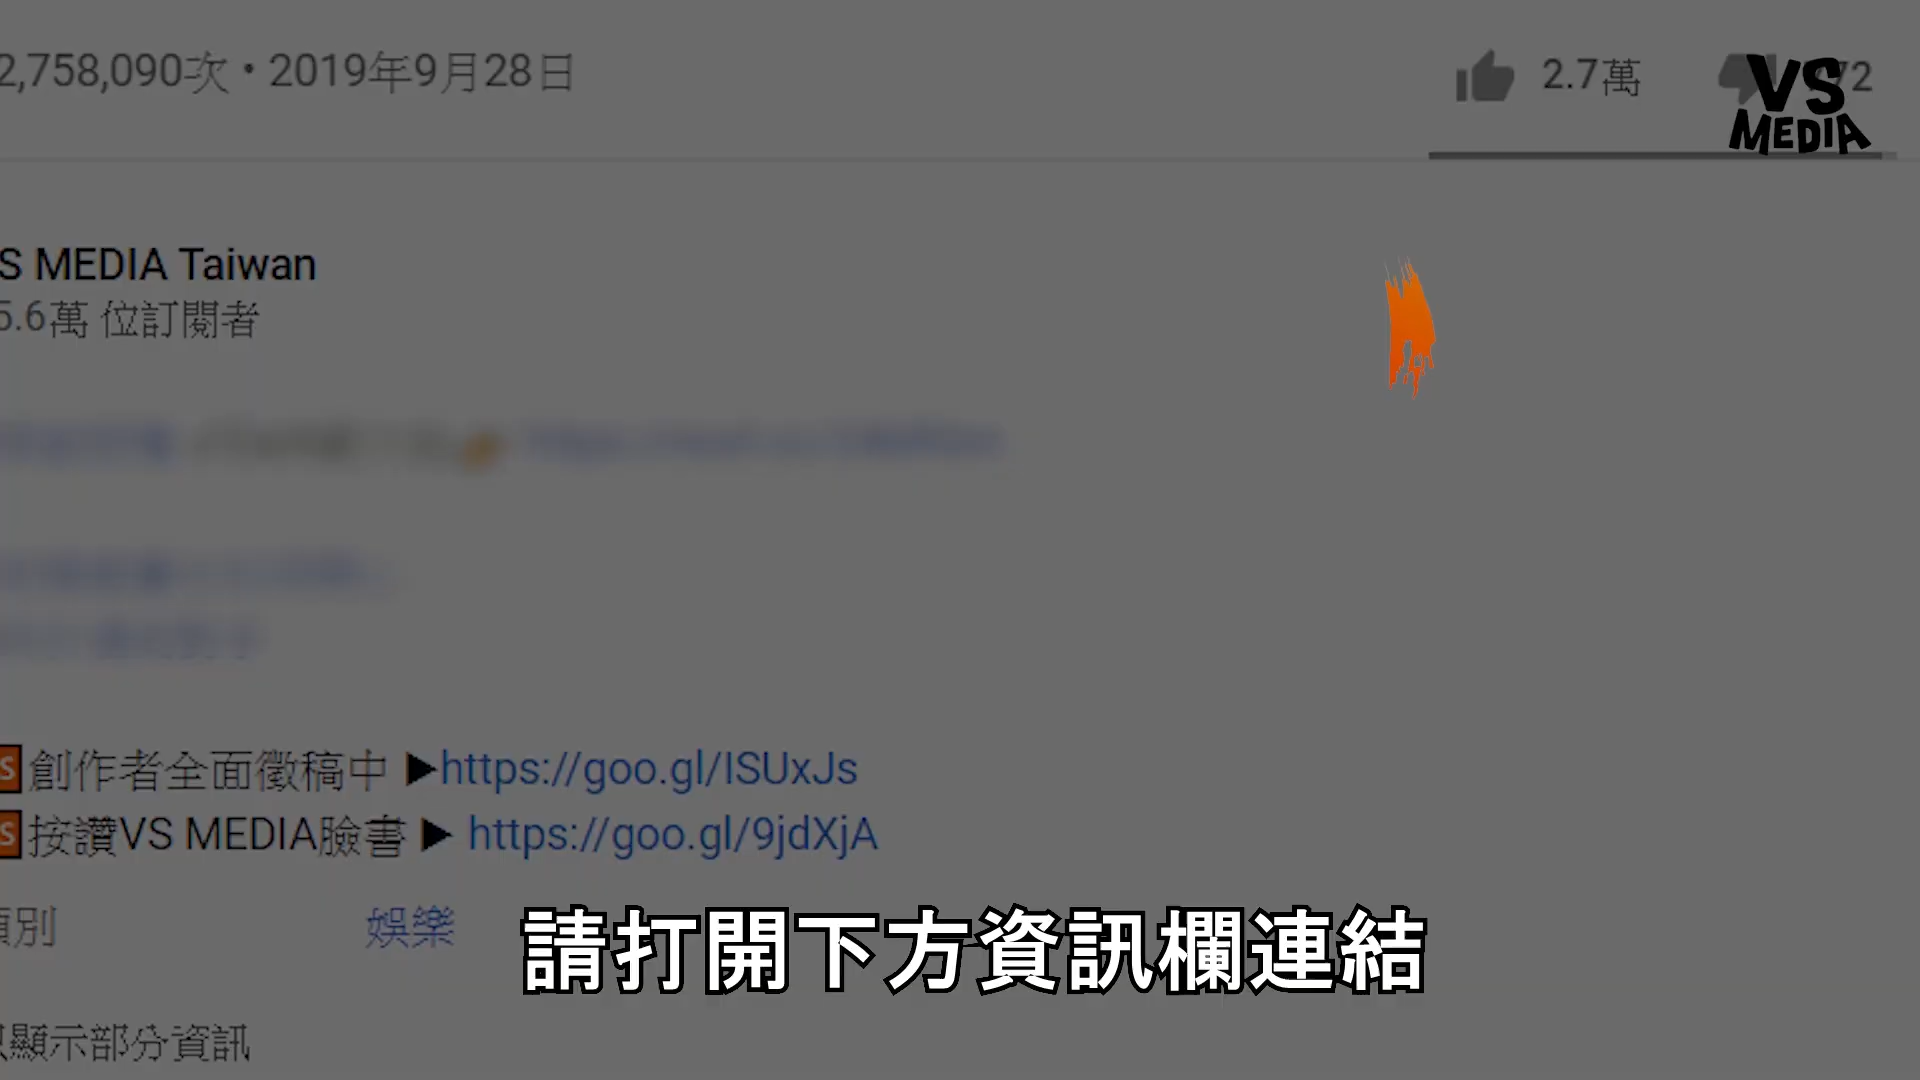 2,758,090次 • 2019年9月28日
2.7萬
VS
MEDIA
S MEDIA Taiwan
5.6萬 位訂閱者
創作者全面徵稿中 ▶https://goo.gl/ISUxJs
按讚VS MEDIA臉書 ▶ https://goo.gl/9jdXjA
類別 娛樂
請打開下方資訊欄連結
只顯示部分資訊